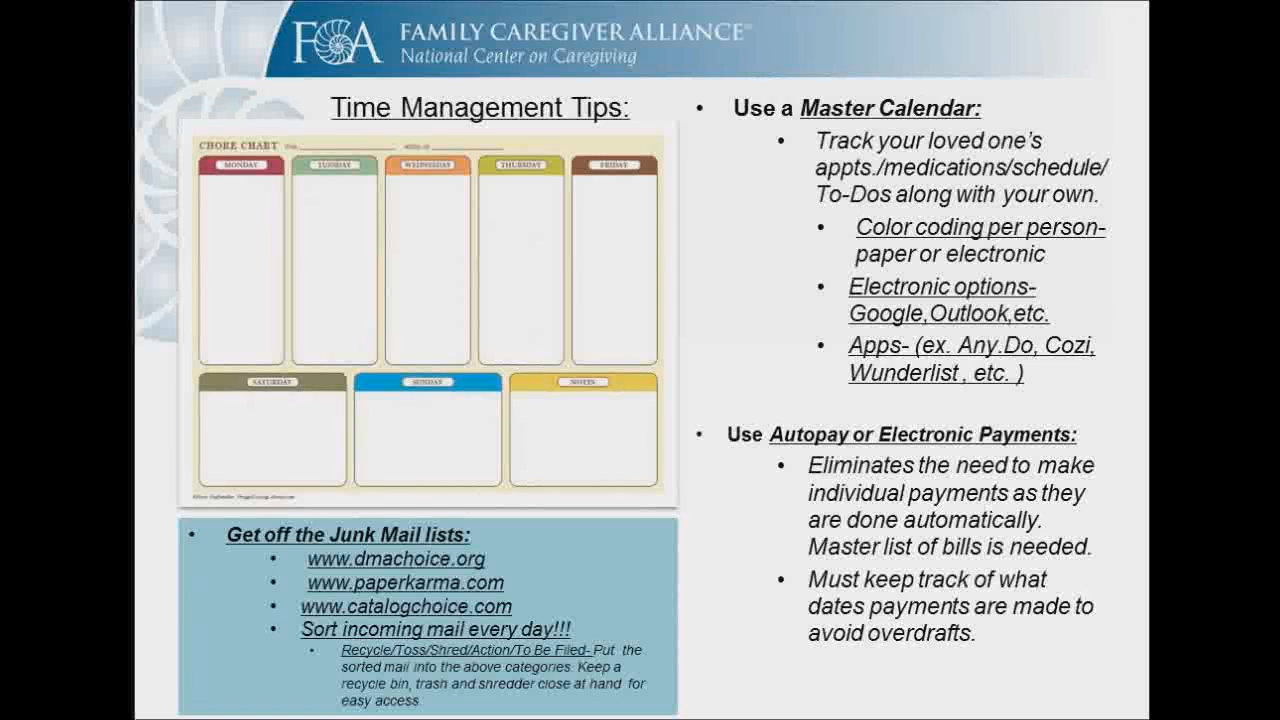 FCA
FAMILY CAREGIVER ALLIANCE
National Center on Caregiving
Time Management Tips:
CHORE CHART
MONDAY
TUESDAY
WEDNESDAY
THURSDAY
FRIDAY
SATURDAY
SUNDAY
NOTES
• Get off the Junk Mail lists:
• www.dmachoice.org
• www.paperkarma.com
• www.catalogchoice.com
• Sort incoming mail every day!!!
• Recycle/Toss/Shred/Action/To Be Filed- Put the
sorted mail into the above categories. Keep a
recycle bin, trash and shredder close at hand for
easy access.
• Use a Master Calendar:
• Track your loved one's
appts./medications/schedule/
To-Dos along with your own.
• Color coding per person-
paper or electronic
• Electronic options-
Google,Outlook,etc.
• Apps- (ex. Any.Do, Cozi,
Wunderlist , etc. )
• Use Autopay or Electronic Payments:
• Eliminates the need to make
individual payments as they
are done automatically.
Master list of bills is needed.
• Must keep track of what
dates payments are made to
avoid overdrafts.